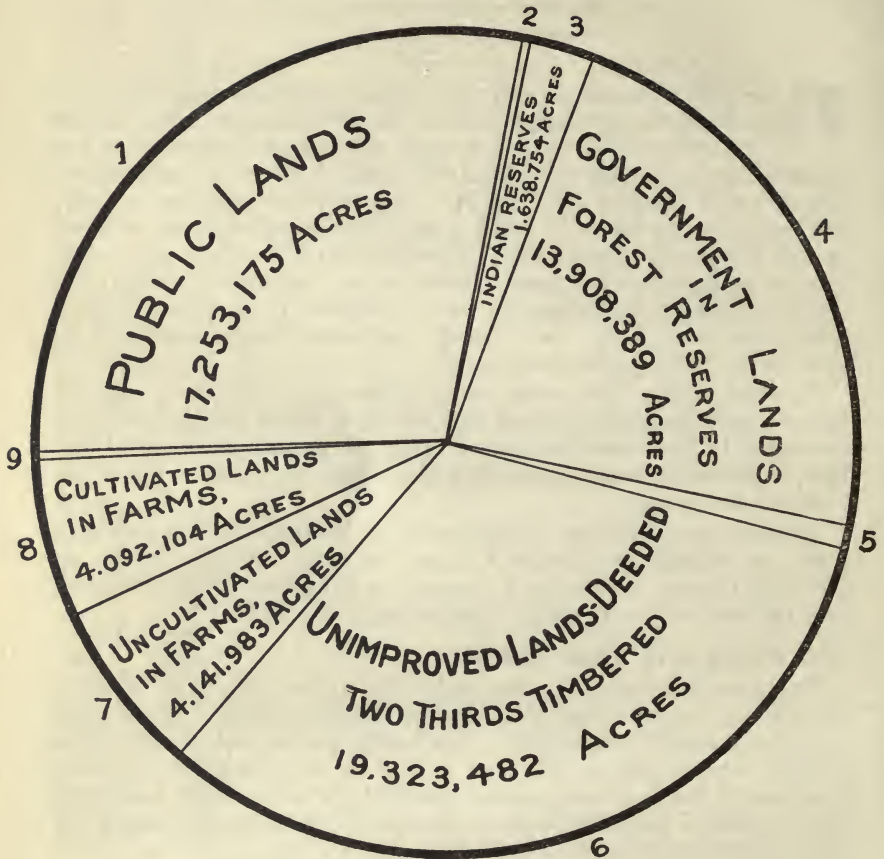 1
PUBLIC LANDS
17,253,175 ACRES
2
3
INDIAN RESERVES
1.638.754 ACRES
4
GOVERNMENT LANDS
IN
FOREST RESERVES
13,908,389 ACRES
5
UNIMPROVED LANDS-DEEDED
TWO THIRDS TIMBERED
19.323,482 ACRES
6
7
UNCULTIVATED LANDS
IN FARMS,
4.141.983 ACRES
8
CULTIVATED LANDS
IN FARMS,
4.092.104 ACRES
9